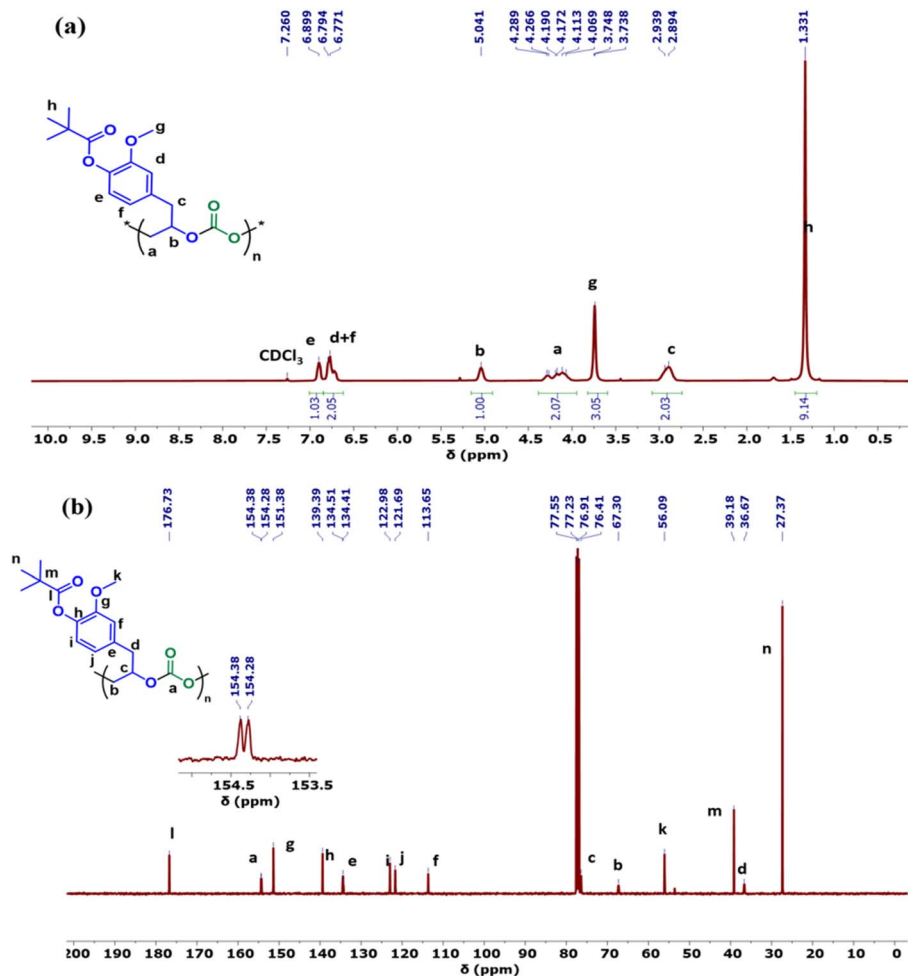 (a)
7.260
6.899
6.794
6.771
5.041
4.289
4.266
4.190
4.172
4.113
4.069
3.748
3.738
2.939
2.894
1.331
h
O
O
g
O
d
e
c
f
O
*
b
O
O
*
a
n
h
g
e
d+f
CDCl3
b
a
c
1.03
2.05
1.00
2.07
3.05
2.03
9.14
10.0 9.5 9.0 8.5 8.0 7.5 7.0 6.5 6.0 5.5 5.0 4.5 4.0 3.5 3.0 2.5 2.0 1.5 1.0 0.5
δ (ppm)
(b)
176.73
154.38
154.28
151.38
139.39
134.51
134.41
122.98
121.69
113.65
77.55
77.23
76.91
76.41
67.30
56.09
39.18
36.67
27.37
n
m
O
O
k
l
g
O
h
f
i
e
d
j
O
c
b
O
a
O
n
154.38
154.28
154.5 153.5
δ (ppm)
n
m
l
g
k
a
h
e
i
j
f
c
b
d
200 190 180 170 160 150 140 130 120 110 100 90 80 70 60 50 40 30 20 10 0
δ (ppm)